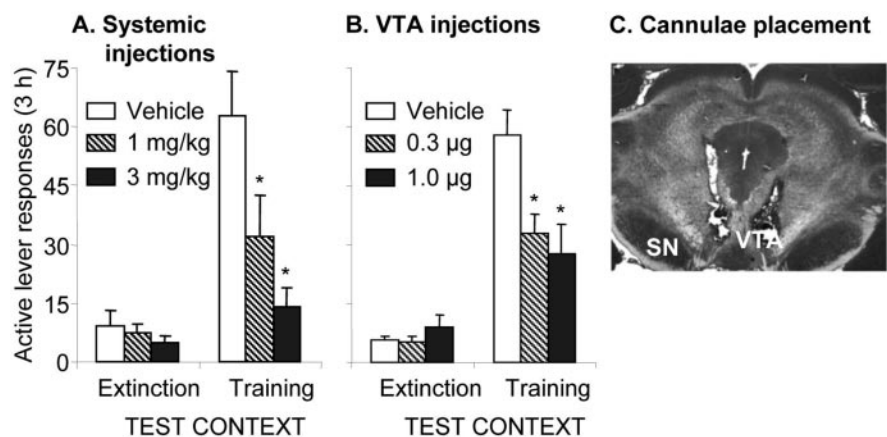 A. Systemic injections
B. VTA injections
C. Cannulae placement
Active lever responses (3 h)
75
60
45
30
15
0
Vehicle
1 mg/kg
3 mg/kg
*
*
Extinction Training
TEST CONTEXT
Vehicle
0.3 µg
1.0 µg
*
*
Extinction Training
TEST CONTEXT
SN
VTA